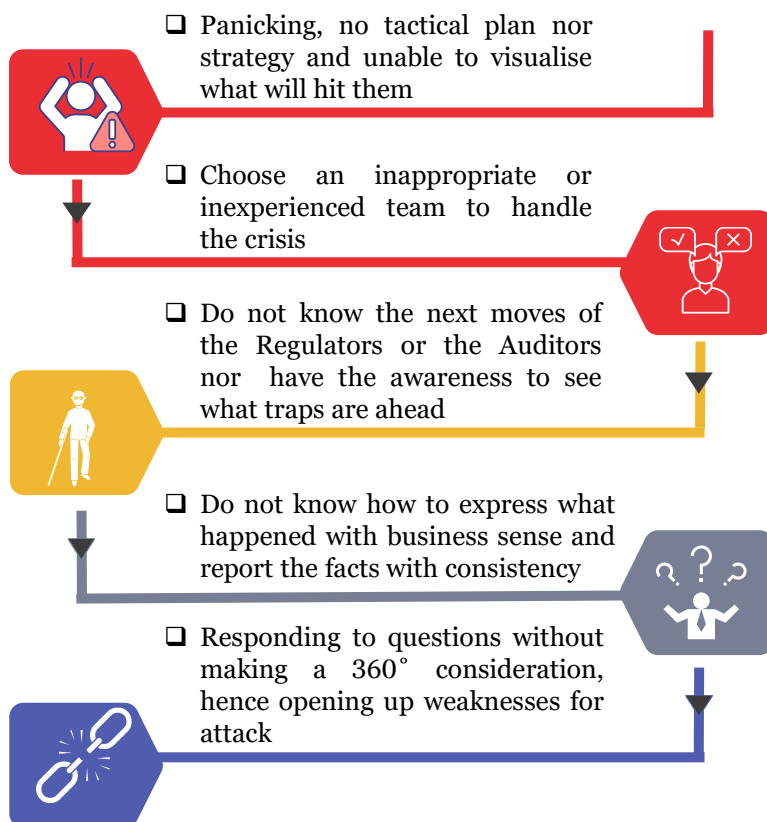 ❑ Panicking, no tactical plan nor
strategy and unable to visualise
what will hit them
❑ Choose an inappropriate or
inexperienced team to handle
the crisis
❑ Do not know the next moves of
the Regulators or the Auditors
nor have the awareness to see
what traps are ahead
❑ Do not know how to express what
happened with business sense and
report the facts with consistency
❑ Responding to questions without
making a 360° consideration,
hence opening up weaknesses for
attack